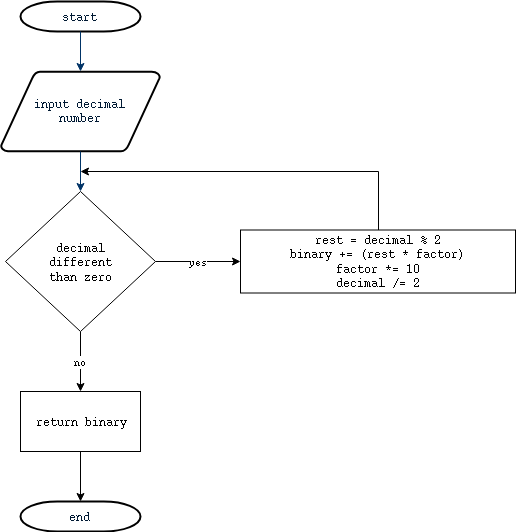 start
input decimal
number
decimal
different
than zero
yes
rest = decimal % 2
binary += (rest * factor)
factor *= 10
decimal /= 2
no
return binary
end